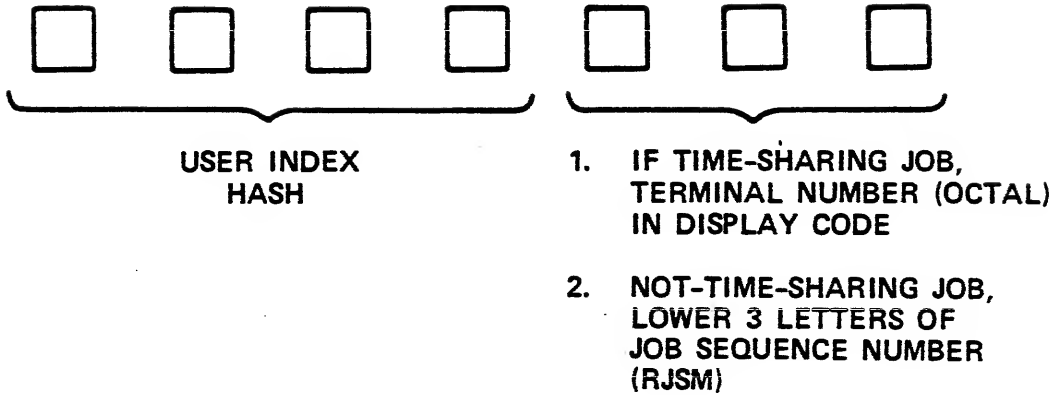 USER INDEX
HASH
1. IF TIME-SHARING JOB,
TERMINAL NUMBER (OCTAL)
IN DISPLAY CODE
2. NOT-TIME-SHARING JOB,
LOWER 3 LETTERS OF
JOB SEQUENCE NUMBER
(RJSM)